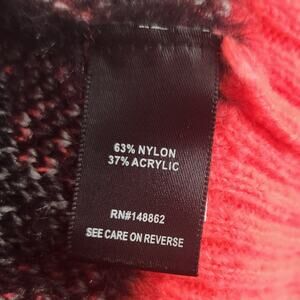 63% NYLON
37% ACRYLIC
RN#148862
SEE CARE ON REVERSE